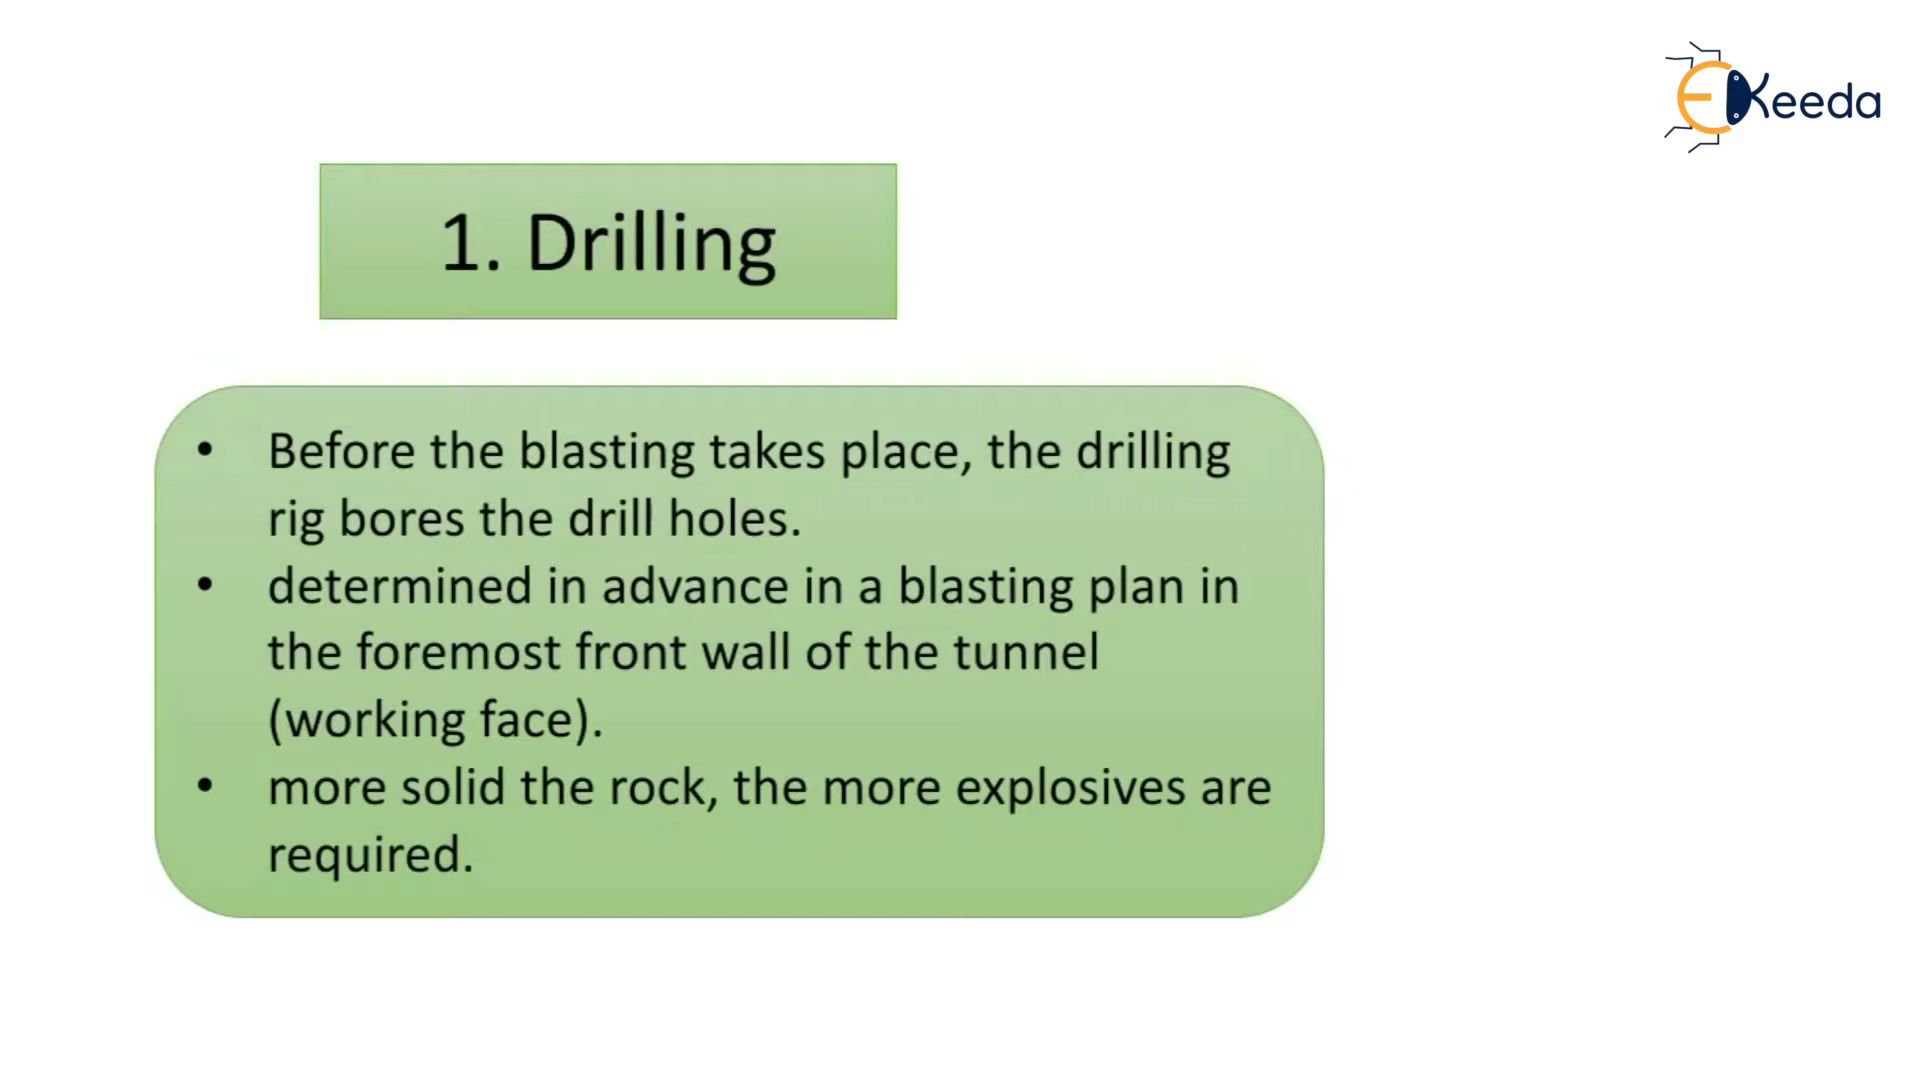 EKeeda
1. Drilling
• Before the blasting takes place, the drilling
rig bores the drill holes.
• determined in advance in a blasting plan in
the foremost front wall of the tunnel
(working face).
• more solid the rock, the more explosives are
required.